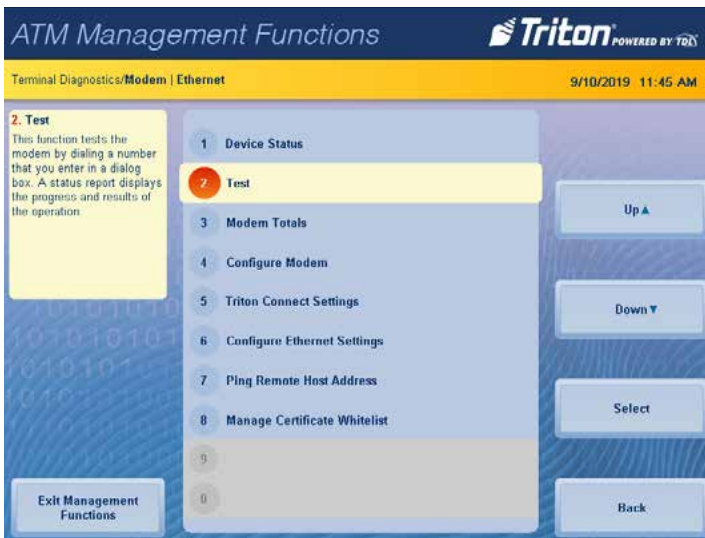 ATM Management Functions
Triton POWERED BY TDL
Terminal Diagnostics/Modem | Ethernet
9/10/2019 11:45 AM
2. Test
This function tests the
modem by dialing a number
that you enter in a dialog
box. A status report displays
the progress and results of
the operation
1 Device Status
2 Test
3 Modem Totals
4 Configure Modem
5 Triton Connect Settings
6 Configure Ethernet Settings
7 Ping Remote Host Address
8 Manage Certificate Whitelist
9
0
Up▲
Down▼
Select
Back
Exit Management
Functions